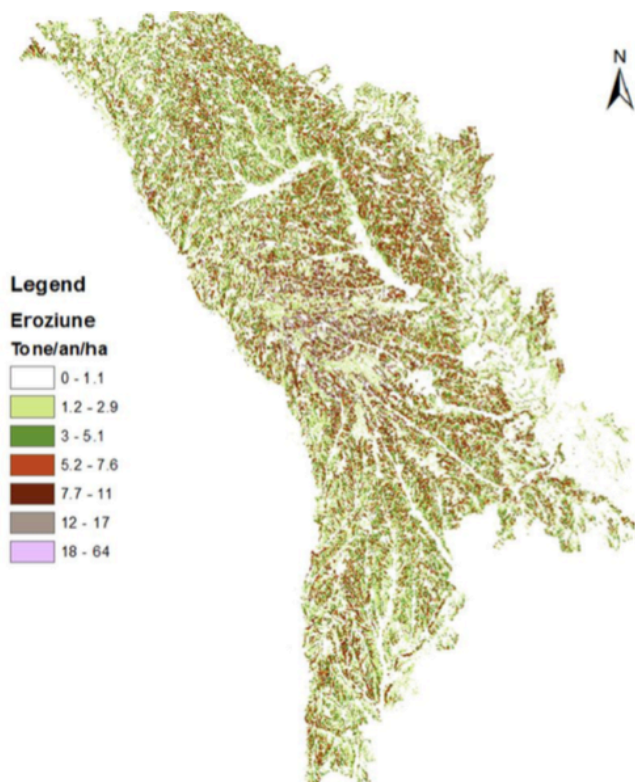 N
Legend
Eroziune
Tone/an/ha
0 - 1.1
1.2 - 2.9
3 - 5.1
5.2 - 7.6
7.7 - 11
12 - 17
18 - 64